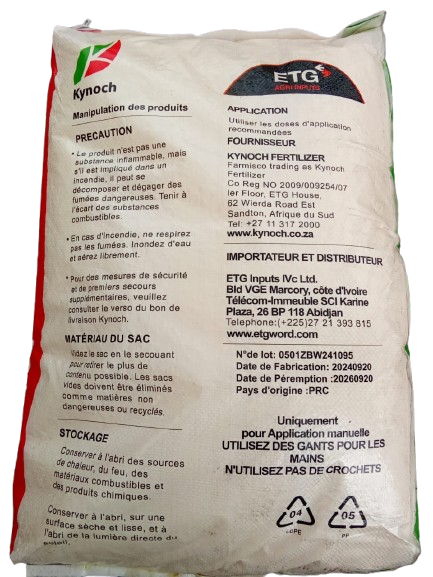 Kynoch
Manipulation des produits
PRECAUTION
• Le produit n'est pas une
substance inflammable, mais
s'il est impliqué dans un
incendie, il peut se
décomposer et dégager des
fumées dangereuses. Tenir à
l'écart des substances
combustibles.
• En cas d'incendie, ne respirez
pas les fumées. Inondez d'eau
et aérez librement.
• Pour des mesures de sécurité
et de premiers secours
supplémentaires, veuillez
consulter le verso du bon de
livraison Kynoch.
MATÉRIAU DU SAC
Videz le sac en le secouant
pour retirer le plus de
contenu possible. Les sacs
vides doivent être éliminés
comme matières non
dangereuses ou recyclés.
STOCKAGE
Conserver à l'abri des sources
de chaleur, du feu, des
matériaux combustibles et
des produits chimiques.
Conserver à l'abri, sur une
surface sèche et lisse, et à
l'abri de la lumière directe du
soleil.
ETG
AGRI INPUTS
APPLICATION
Utiliser les doses d'application
recommandées
FOURNISSEUR
KYNOCH FERTILIZER
Farmisco trading as Kynoch
Fertilizer
Co Reg NO 2009/009254/07
Ier Floor, ETG House,
62 Wierda Road Est
Sandton, Afrique du Sud
Tel: +27 11 317 2000
www.kynoch.co.za
IMPORTATEUR ET DISTRIBUTEUR
ETG Inputs IVc Ltd.
Bld VGE Marcory, côte d'Ivoire
Télécom-Immeuble SCI Karine
Plaza, 26 BP 118 Abidjan
Telephone:(+225)27 21 393 815
www.etgword.com
N°de lot: 0501ZBW241095
Date de Fabrication: 20240920
Date de Péremption :20260920
Pays d'origine :PRC
Uniquement
pour Application manuelle
UTILISEZ DES GANTS POUR LES
MAINS
N'UTILISEZ PAS DE CROCHETS
04
05
PP